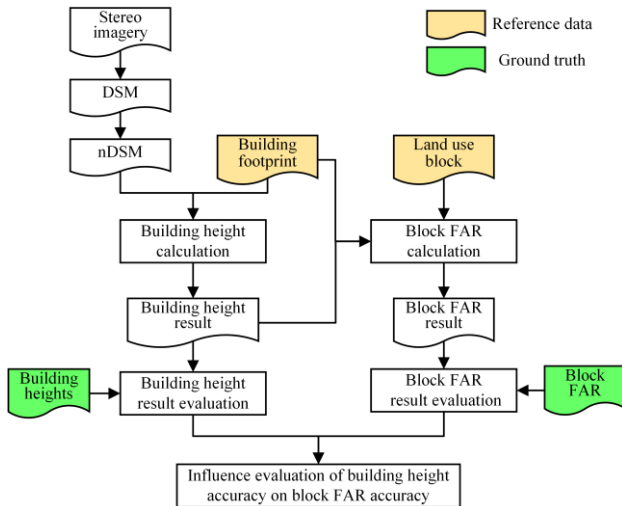 Stereo
imagery
Reference data
Ground truth
DSM
nDSM
Building
footprint
Land use
block
Building height
calculation
Block FAR
calculation
Building height
result
Block FAR
result
Building
heights
Building height
result evaluation
Block FAR
result evaluation
Block
FAR
Influence evaluation of building height
accuracy on block FAR accuracy